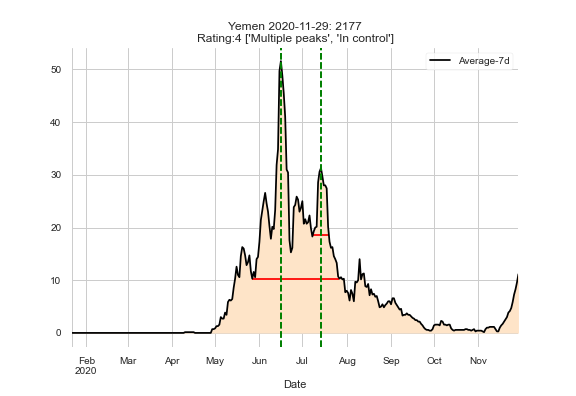 Yemen 2020-11-29: 2177
Rating:4 ['Multiple peaks', 'In control']
Average-7d
50
40
30
20
10
0
Feb Mar Apr May Jun Jul Aug Sep Oct Nov
2020
Date